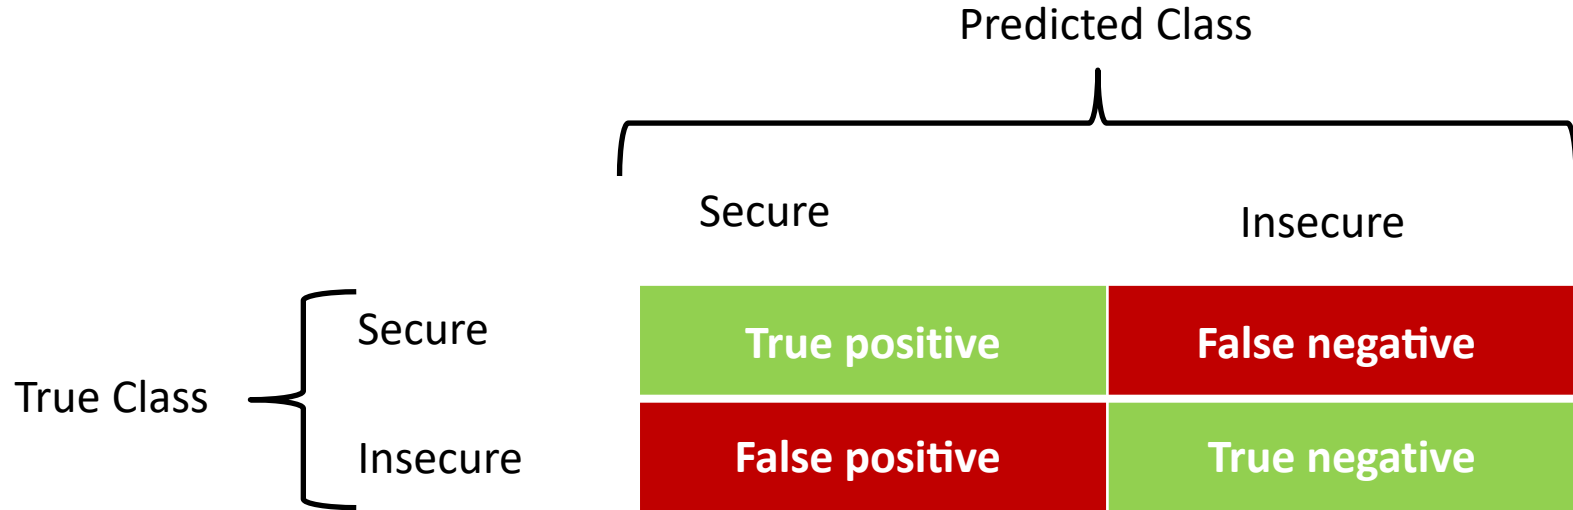 Predicted Class
Secure
Insecure
Secure
True positive
False negative
True Class
Insecure
False positive
True negative